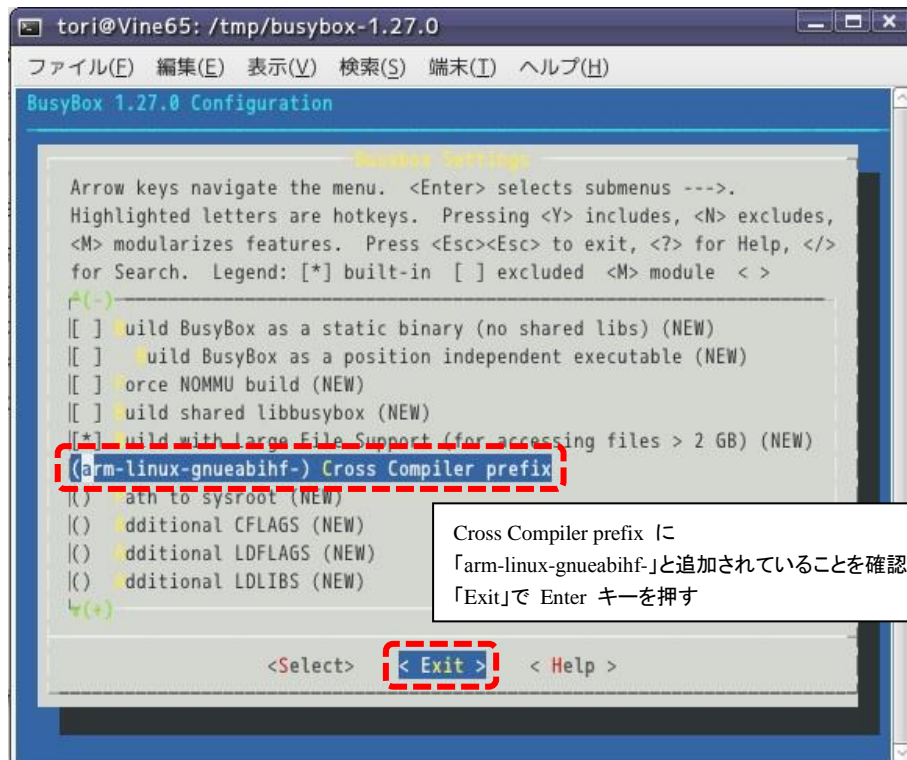 tori@Vine65: /tmp/busybox-1.27.0
ファイル(F) 編集(E) 表示(V) 検索(S) 端末(T) ヘルプ(H)
BusyBox 1.27.0 Configuration
Busybox Settings
Arrow keys navigate the menu. <Enter> selects submenus --->.
Highlighted letters are hotkeys. Pressing <Y> includes, <N> excludes,
<M> modularizes features. Press <Esc><Esc> to exit, <?> for Help, </>
for Search. Legend: [*] built-in [ ] excluded <M> module < >
^(-)
[ ] Build BusyBox as a static binary (no shared libs) (NEW)
[ ] Build BusyBox as a position independent executable (NEW)
[ ] Force NOMMU build (NEW)
[ ] Build shared libbusybox (NEW)
[*] Build with Large File Support (for accessing files > 2 GB) (NEW)
(arm-linux-gnueabihf-) Cross Compiler prefix
() Path to sysroot (NEW)
() Additional CFLAGS (NEW)
() Additional LDFLAGS (NEW)
() Additional LDLIBS (NEW)
v(+)
Cross Compiler prefix に
「arm-linux-gnueabihf-」と追加されていることを確認
「Exit」で Enter キーを押す
<Select> < Exit > < Help >